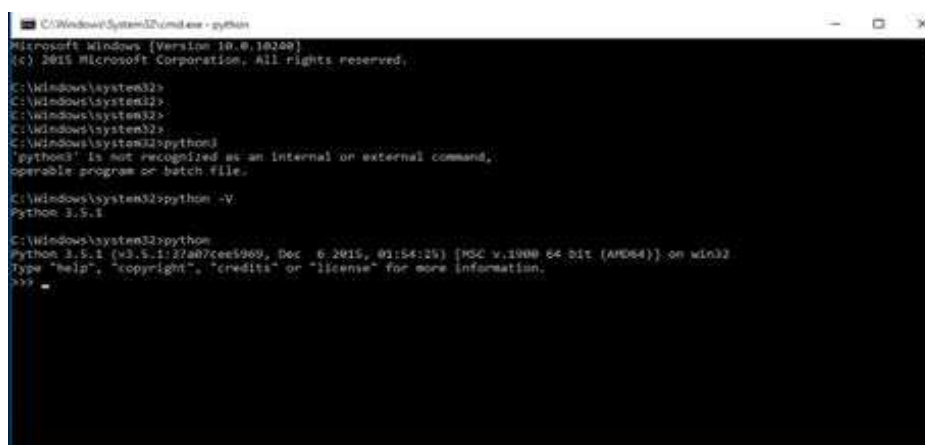 C:\Windows\System32\cmd.exe - python
Microsoft Windows [Version 10.0.10240]
(c) 2015 Microsoft Corporation. All rights reserved.
C:\Windows\system32>
C:\Windows\system32>
C:\Windows\system32>
C:\Windows\system32>
C:\Windows\system32>python3
'python3' is not recognized as an internal or external command,
operable program or batch file.
C:\Windows\system32>python -V
Python 3.5.1
C:\Windows\system32>python
Python 3.5.1 (v3.5.1:37a07cee5969, Dec  6 2015, 01:54:25) [MSC v.1900 64 bit (AMD64)] on win32
Type "help", "copyright", "credits" or "license" for more information.
>>> _